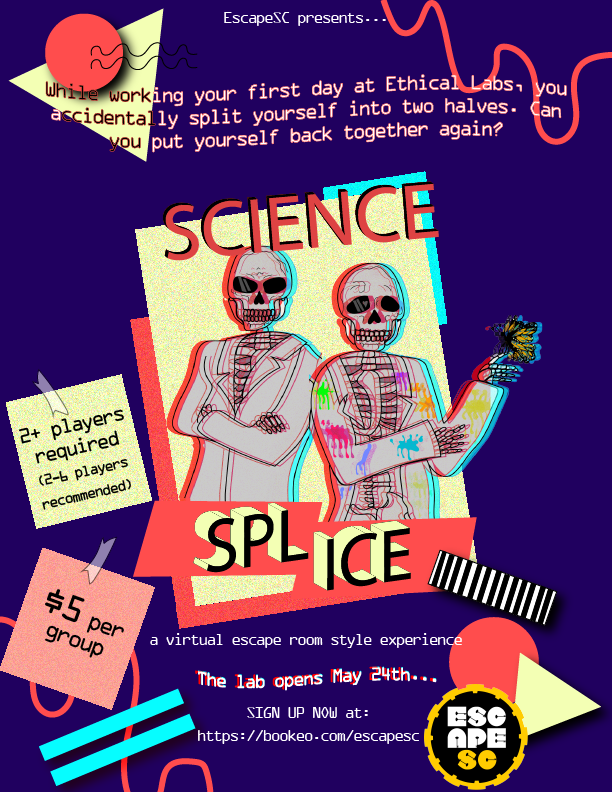 EscapeSC presents...
While working your first day at Ethical Labs, you
accidentally split yourself into two halves. Can
you put yourself back together again?
SCIENCE
2+ players
required
(2-6 players
recommended)
SPLICE
$5 per
group
a virtual escape room style experience
The lab opens May 24th...
SIGN UP NOW at:
https://bookeo.com/escapesc
ESC
APE
SC